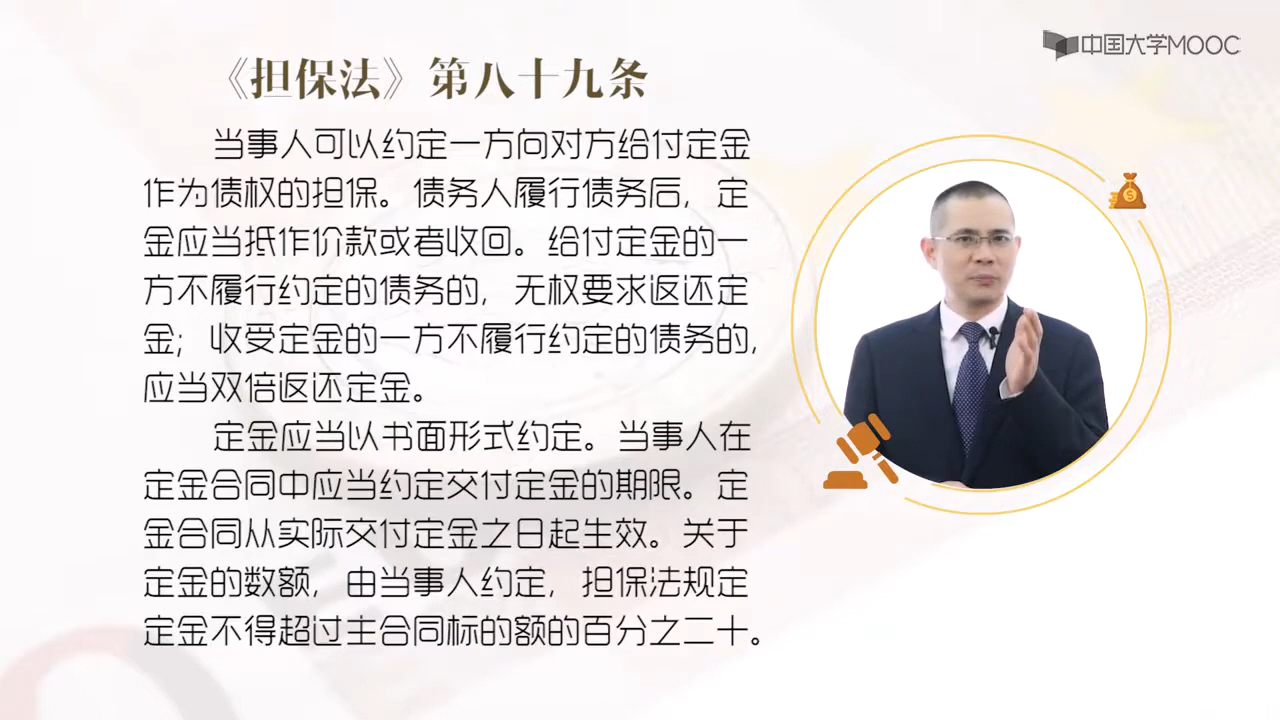 中国大学MOOC
《担保法》第八十九条
当事人可以约定一方向对方给付定金
作为债权的担保。债务人履行债务后，定
金应当抵作价款或者收回。给付定金的一
方不履行约定的债务的，无权要求返还定
金；收受定金的一方不履行约定的债务的，
应当双倍返还定金。
定金应当以书面形式约定。当事人在
定金合同中应当约定交付定金的期限。定
金合同从实际交付定金之日起生效。关于
定金的数额，由当事人约定，担保法规定
定金不得超过主合同标的额的百分之二十。